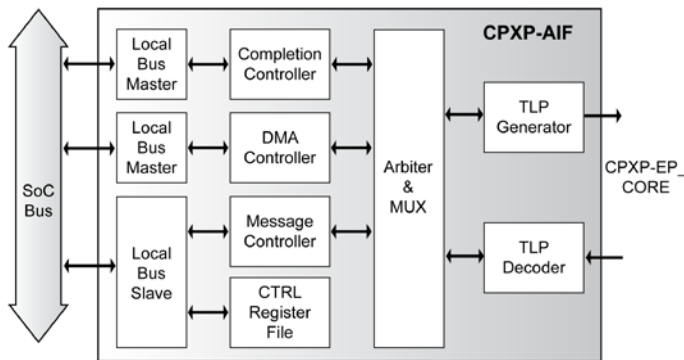 CPXP-AIF
Local
Bus
Master
Completion
Controller
Local
Bus
Master
DMA
Controller
SoC
Bus
Local
Bus
Slave
Message
Controller
CTRL
Register
File
Arbiter
&
MUX
TLP
Generator
TLP
Decoder
CPXP-EP_
CORE